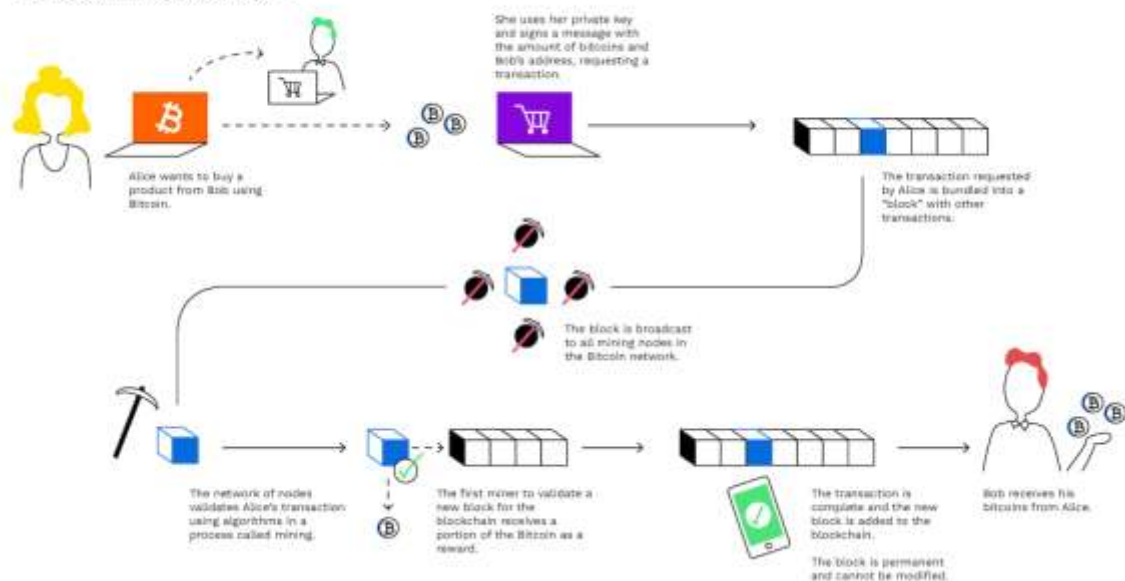 Alice wants to buy a
product from Bob using
Bitcoin.
She uses her private key
and signs a message with
the amount of bitcoins and
Bob's address, requesting a
transaction.
The transaction requested
by Alice is bundled into a
"block" with other
transactions.
The block is broadcast
to all mining nodes in
the Bitcoin network.
The network of nodes
validates Alice's transaction
using algorithms in a
process called mining.
The first miner to validate a
new block for the
blockchain receives a
portion of the Bitcoin as a
reward.
The transaction is
complete and the new
block is added to the
blockchain.
The block is permanent
and cannot be modified.
Bob receives his
bitcoins from Alice.